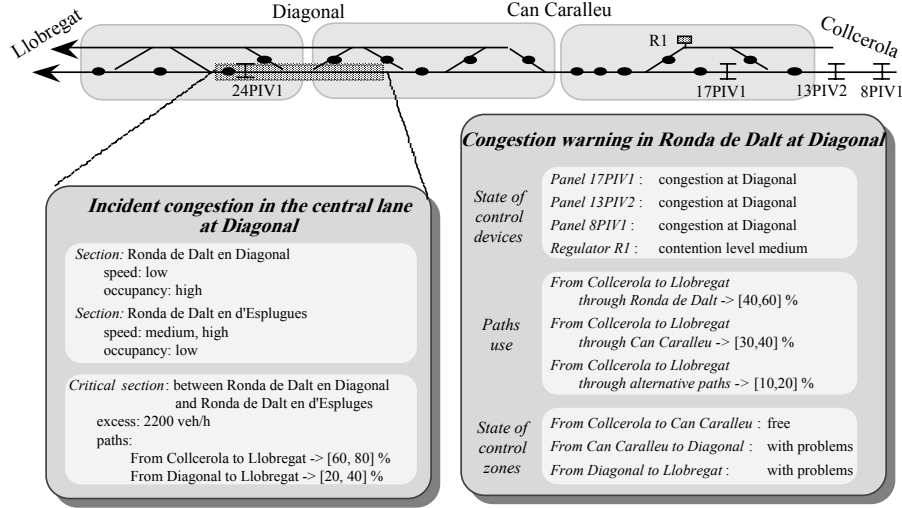 Diagonal
Can Caralleu
Llobregat
R1
Collcerola
24PIV1
17PIV1
13PIV2
8PIV1
Incident congestion in the central lane
at Diagonal
Section: Ronda de Dalt en Diagonal
speed: low
occupancy: high
Section: Ronda de Dalt en d'Esplugues
speed: medium, high
occupancy: low
Critical section: between Ronda de Dalt en Diagonal
and Ronda de Dalt en d'Espluges
excess: 2200 veh/h
paths:
From Collcerola to Llobregat -> [60, 80] %
From Diagonal to Llobregat -> [20, 40] %
Congestion warning in Ronda de Dalt at Diagonal
State of
control
devices
Panel 17PIV1 : congestion at Diagonal
Panel 13PIV2 : congestion at Diagonal
Panel 8PIV1 : congestion at Diagonal
Regulator R1 : contention level medium
Paths
use
From Collcerola to Llobregat
through Ronda de Dalt -> [40,60] %
From Collcerola to Llobregat
through Can Caralleu -> [30,40] %
From Collcerola to Llobregat
through alternative paths -> [10,20] %
State of
control
zones
From Collcerola to Can Caralleu : free
From Can Caralleu to Diagonal : with problems
From Diagonal to Llobregat : with problems